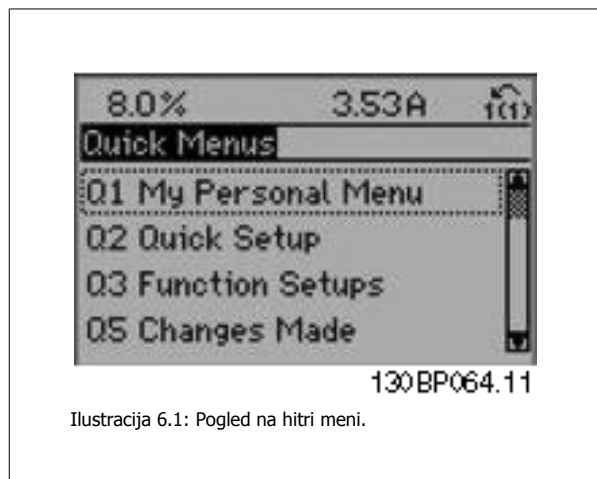 8.0% 3.53A 1(1)
Quick Menus
Q1 My Personal Menu
Q2 Quick Setup
Q3 Function Setups
Q5 Changes Made
130BP064.11
Ilustracija 6.1: Pogled na hitri meni.